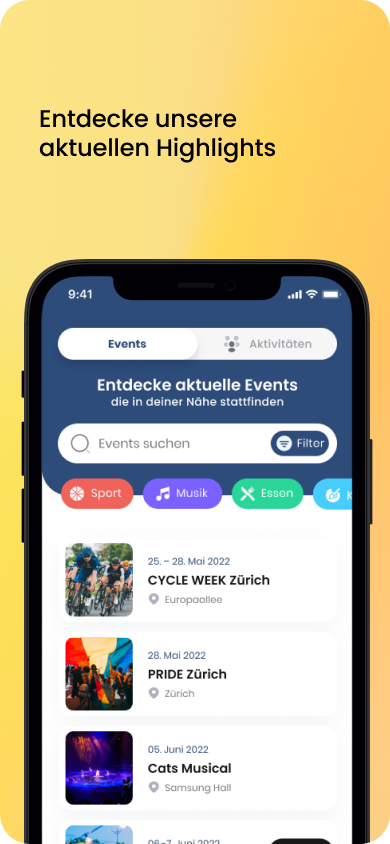 Entdecke unsere
aktuellen Highlights
9:41
Events
Aktivitäten
Entdecke aktuelle Events
die in deiner Nähe stattfinden
Events suchen
Filter
Sport
Musik
Essen
25. – 28. Mai 2022
CYCLE WEEK Zürich
Europaallee
28. Mai 2022
PRIDE Zürich
Zürich
05. Juni 2022
Cats Musical
Samsung Hall
06.-7. Juni 2022